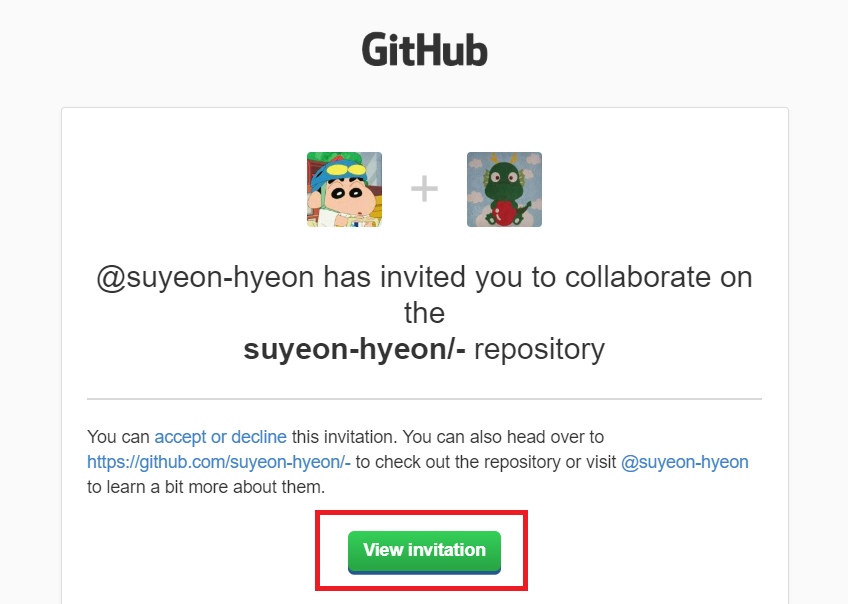 GitHub
@suyeon-hyeon has invited you to collaborate on
the
suyeon-hyeon/- repository
You can accept or decline this invitation. You can also head over to
https://github.com/suyeon-hyeon/- to check out the repository or visit @suyeon-hyeon
to learn a bit more about them.
View invitation